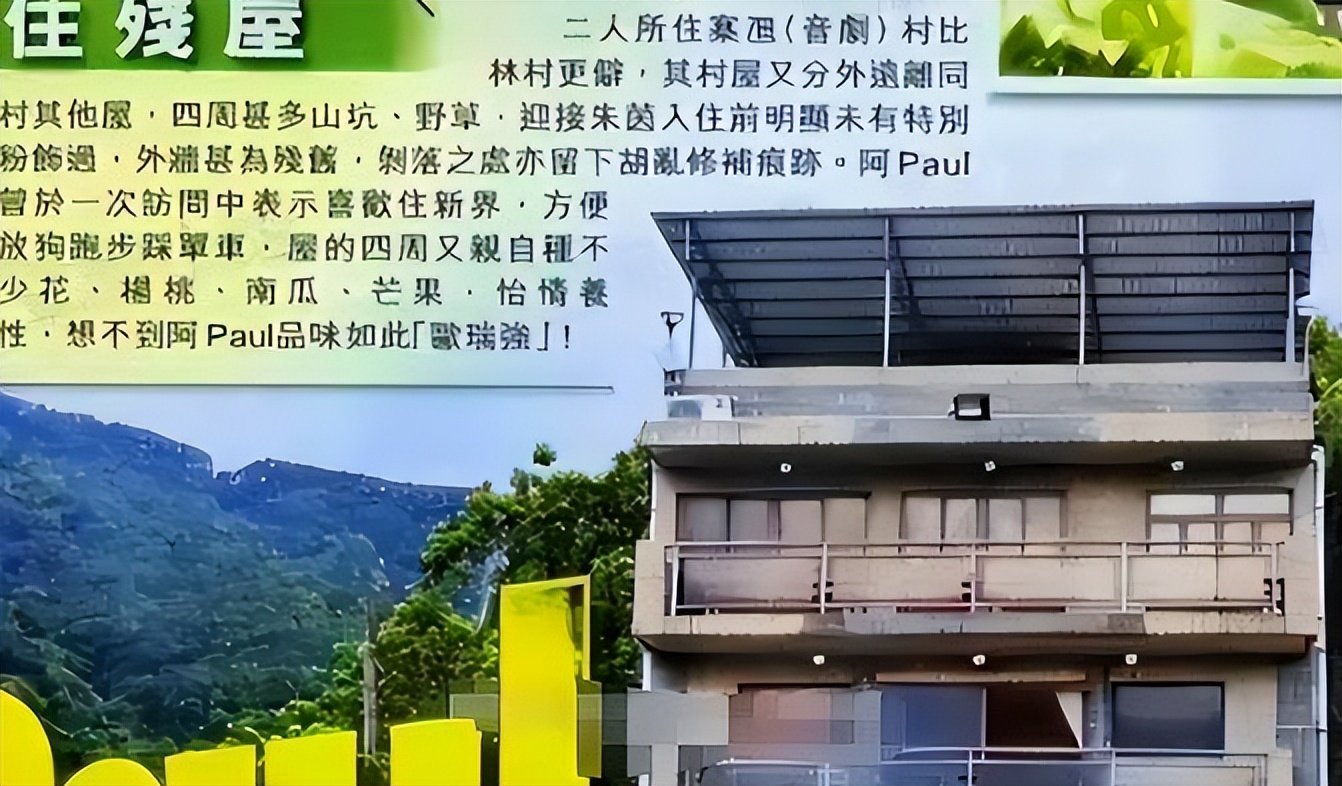 住殘屋
二人所住寨乪(音劇)村比
林村更僻，其村屋又分外遠離同
村其他屋，四周甚多山坑、野草，迎接朱茵入住前明顯未有特別
粉飾過，外牆甚為殘舊，剝落之處亦留下胡亂修補痕跡。阿Paul
曾於一次訪問中表示喜歡住新界，方便
放狗跑步踩單車，屋的四周又親自種不
少花、楊桃、南瓜、芒果，怡情養
性，想不到阿Paul品味如此「歐瑞強」！